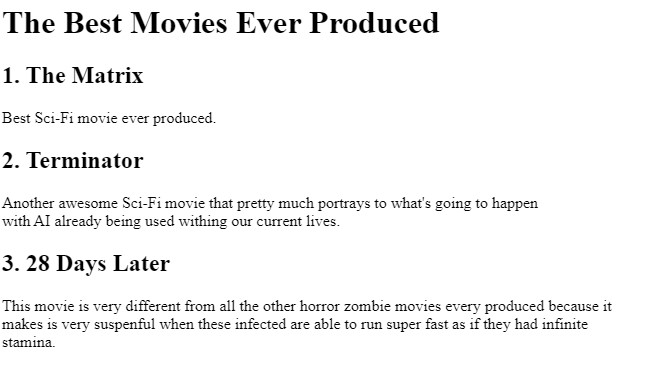 The Best Movies Ever Produced
1. The Matrix
Best Sci-Fi movie ever produced.
2. Terminator
Another awesome Sci-Fi movie that pretty much portrays to what's going to happen
with AI already being used withing our current lives.
3. 28 Days Later
This movie is very different from all the other horror zombie movies every produced because it
makes is very suspenful when these infected are able to run super fast as if they had infinite
stamina.